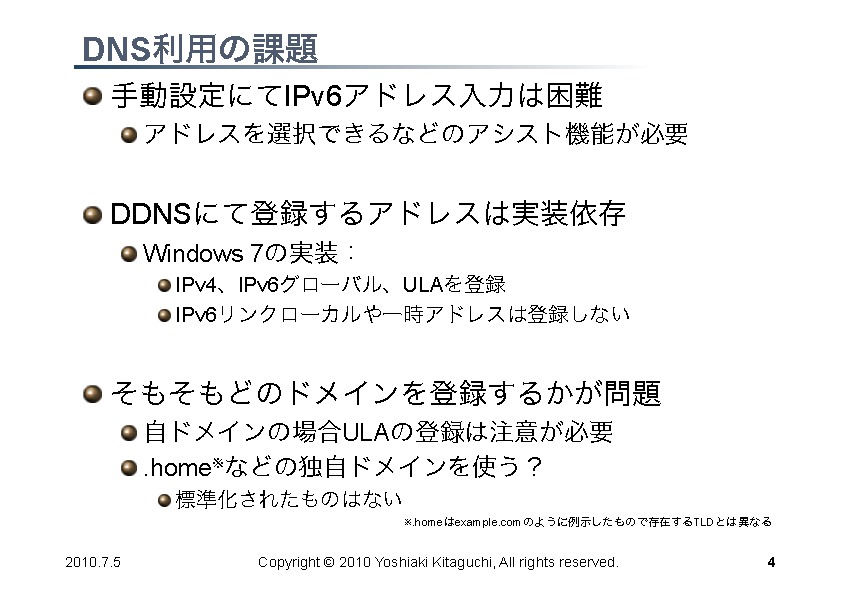 DNS利用の課題
手動設定にてIPv6アドレス入力は困難
アドレスを選択できるなどのアシスト機能が必要
DDNSにて登録するアドレスは実装依存
Windows 7の実装：
IPv4、IPv6グローバル、ULAを登録
IPv6リンクローカルや一時アドレスは登録しない
そもそもどのドメインを登録するかが問題
自ドメインの場合ULAの登録は注意が必要
.home※などの独自ドメインを使う？
標準化されたものはない
※.homeはexample.comのように例示したもので存在するTLDとは異なる
2010.7.5 Copyright © 2010 Yoshiaki Kitaguchi, All rights reserved. 4